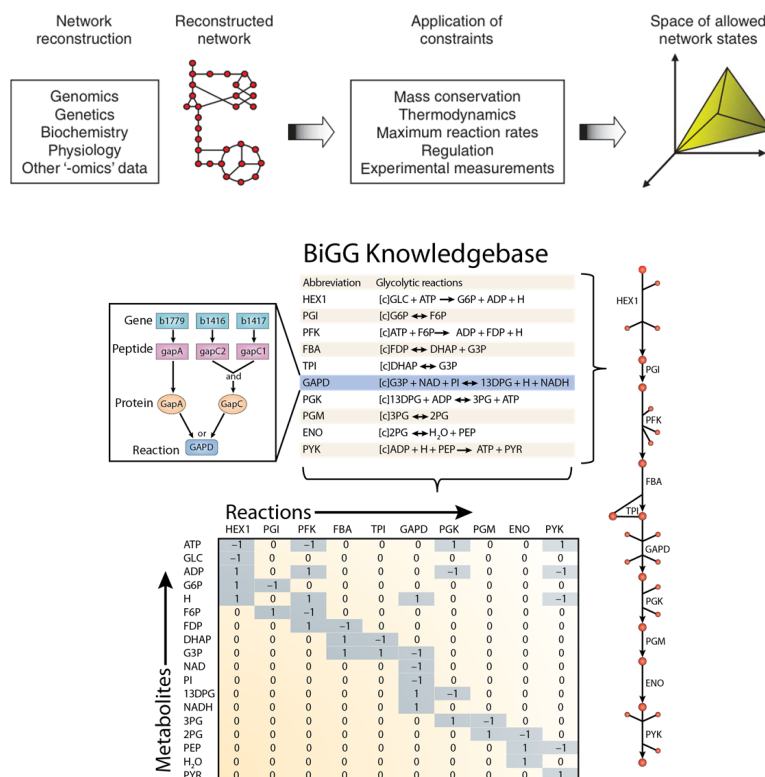 Network reconstruction
Reconstructed network
Application of constraints
Space of allowed network states
Genomics
Genetics
Biochemistry
Physiology
Other '-omics' data
Mass conservation
Thermodynamics
Maximum reaction rates
Regulation
Experimental measurements
BiGG Knowledgebase
Abbreviation Glycolytic reactions
HEX1 [c]GLC + ATP → G6P + ADP + H
PGI [c]G6P ↔ F6P
PFK [c]ATP + F6P → ADP + FDP + H
FBA [c]FDP ↔ DHAP + G3P
TPI [c]DHAP ↔ G3P
GAPD [c]G3P + NAD + PI ↔ 13DPG + H + NADH
PGK [c]13DPG + ADP ↔ 3PG + ATP
PGM [c]3PG ↔ 2PG
ENO [c]2PG ↔ H₂O + PEP
PYK [c]ADP + H + PEP → ATP + PYR
Gene b1779 b1416 b1417
Peptide gapA gapC2 gapC1
and
Protein GapA GapC
or
Reaction GAPD
HEX1
PGI
PFK
FBA
TPI
GAPD
PGK
PGM
ENO
PYK
Reactions
HEX1 PGI PFK FBA TPI GAPD PGK PGM ENO PYK
Metabolites
ATP −1 0 −1 0 0 0 1 0 0 1
GLC −1 0 0 0 0 0 0 0 0 0
ADP 1 0 1 0 0 0 −1 0 0 −1
G6P 1 −1 0 0 0 0 0 0 0 0
H 1 0 1 0 0 1 0 0 0 −1
F6P 0 1 −1 0 0 0 0 0 0 0
FDP 0 0 1 −1 0 0 0 0 0 0
DHAP 0 0 0 1 −1 0 0 0 0 0
G3P 0 0 0 1 1 −1 0 0 0 0
NAD 0 0 0 0 0 −1 0 0 0 0
PI 0 0 0 0 0 −1 0 0 0 0
13DPG 0 0 0 0 0 1 −1 0 0 0
NADH 0 0 0 0 0 1 0 0 0 0
3PG 0 0 0 0 0 0 1 −1 0 0
2PG 0 0 0 0 0 0 0 1 −1 0
PEP 0 0 0 0 0 0 0 0 1 −1
H₂O 0 0 0 0 0 0 0 0 1 0
PYR 0 0 0 0 0 0 0 0 0 1